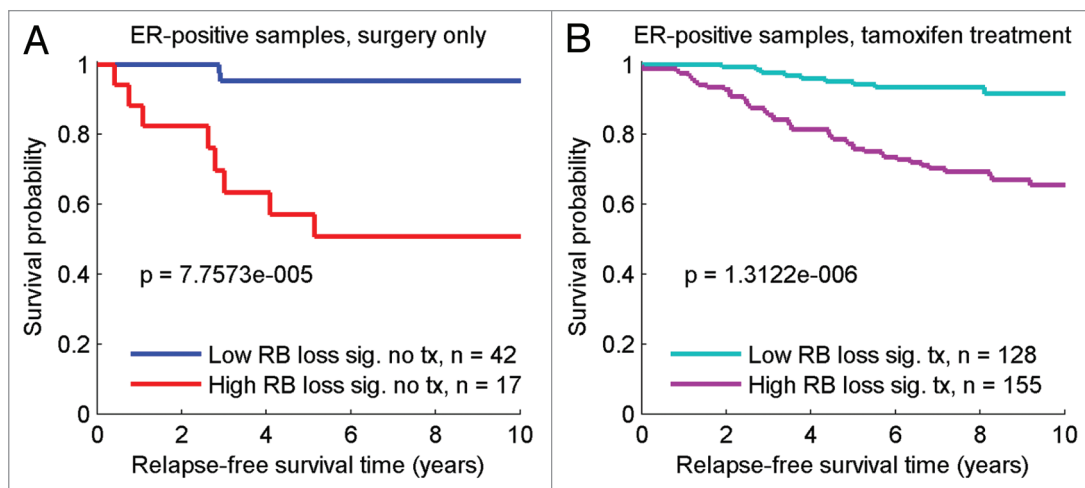 A
ER-positive samples, surgery only
1
0.8
0.6
0.4
0.2
0
Survival probability
p = 7.7573e-005
Low RB loss sig. no tx, n = 42
High RB loss sig. no tx, n = 17
0 2 4 6 8 10
Relapse-free survival time (years)
B
ER-positive samples, tamoxifen treatment
1
0.8
0.6
0.4
0.2
0
Survival probability
p = 1.3122e-006
Low RB loss sig. tx, n = 128
High RB loss sig. tx, n = 155
0 2 4 6 8 10
Relapse-free survival time (years)